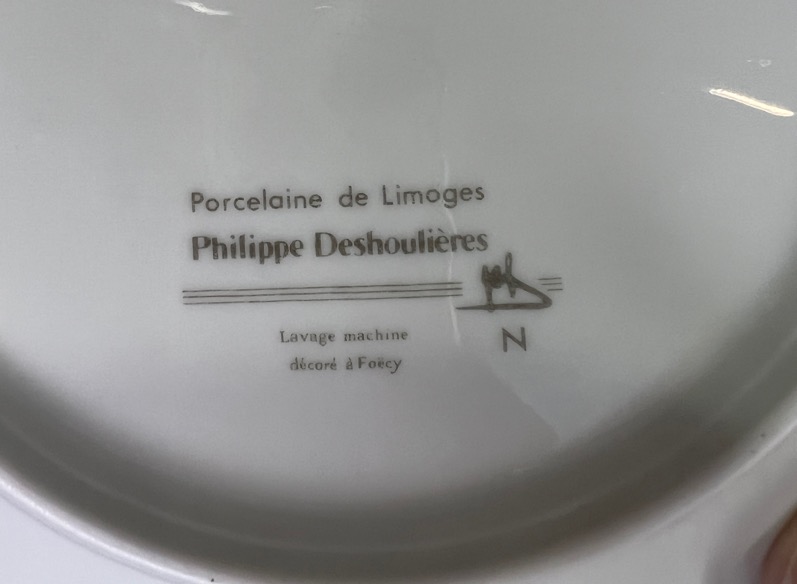 Porcelaine de Limoges
Philippe Deshoulières
Lavage machine
N
décoré à Foëcy